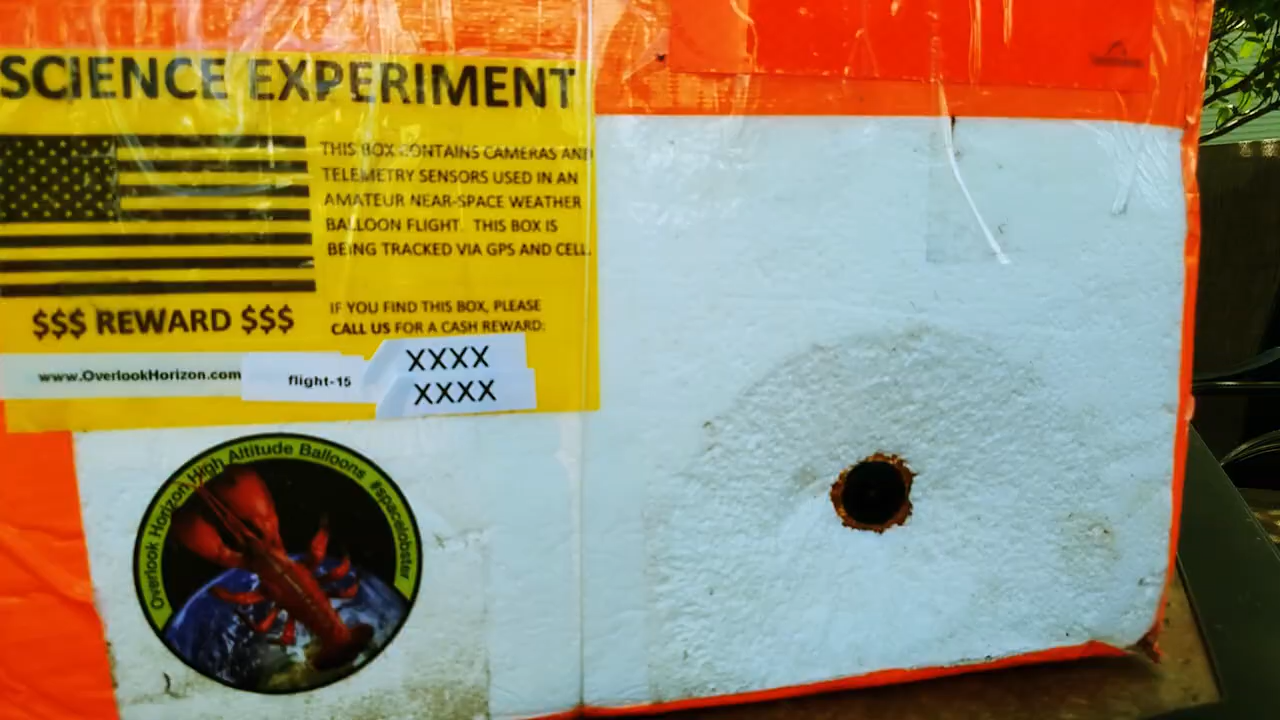 SCIENCE EXPERIMENT
THIS BOX CONTAINS CAMERAS AND
TELEMETRY SENSORS USED IN AN
AMATEUR NEAR-SPACE WEATHER
BALLOON FLIGHT. THIS BOX IS
BEING TRACKED VIA GPS AND CELL.
$$$ REWARD $$$
IF YOU FIND THIS BOX, PLEASE
CALL US FOR A CASH REWARD:
XXXX
XXXX
www.OverlookHorizon.com
flight-15
Overlook Horizon High Altitude Balloons #spacelobster